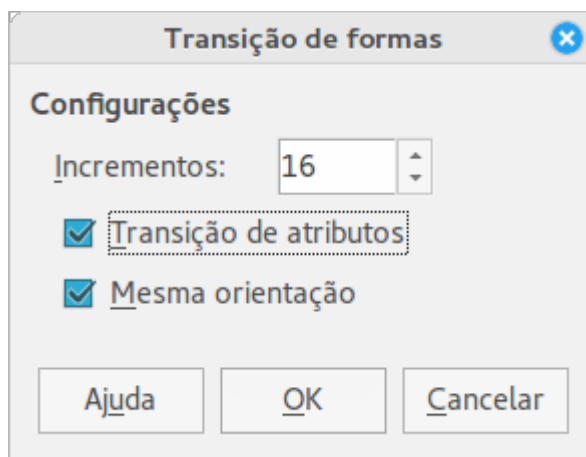 Transição de formas
Configurações
Incrementos: 16
Transição de atributos
Mesma orientação
Ajuda OK Cancelar